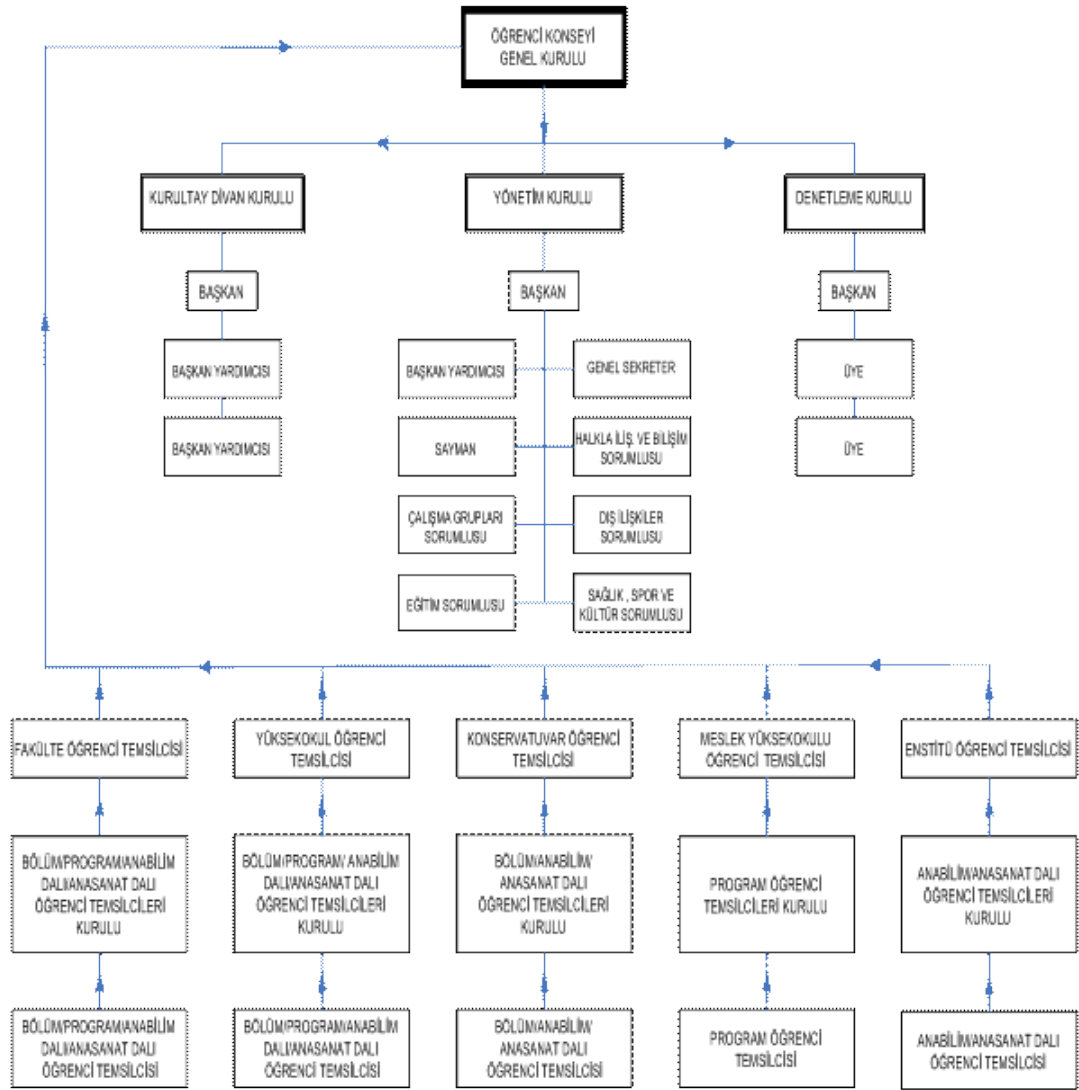 ÖĞRENCİ KONSEYİ
GENEL KURULU
KURULTAY DİVAN KURULU
YÖNETİM KURULU
DENETLEME KURULU
BAŞKAN
BAŞKAN
BAŞKAN
BAŞKAN YARDIMCISI
BAŞKAN YARDIMCISI
GENEL SEKRETER
ÜYE
BAŞKAN YARDIMCISI
SAYMAN
HALKLA İLİŞ. VE BİLİŞİM
SORUMLUSU
ÜYE
ÇALIŞMA GRUPLARI
SORUMLUSU
DIŞ İLİŞKİLER
SORUMLUSU
EĞİTİM SORUMLUSU
SAĞLIK , SPOR VE
KÜLTÜR SORUMLUSU
FAKÜLTE ÖĞRENCİ TEMSİLCİSİ
YÜKSEKOKUL ÖĞRENCİ
TEMSİLCİSİ
KONSERVATUVAR ÖĞRENCİ
TEMSİLCİSİ
MESLEK YÜKSEKOKULU
ÖĞRENCİ TEMSİLCİSİ
ENSTİTÜ ÖĞRENCİ TEMSİLCİSİ
BÖLÜM/PROGRAM/ANABİLİM
DALI/ANASANAT DALI
ÖĞRENCİ TEMSİLCİLERİ
KURULU
BÖLÜM/PROGRAM/ ANABİLİM
DALI/ANASANAT DALI
ÖĞRENCİ TEMSİLCİLERİ
KURULU
BÖLÜM/ANABİLİM/
ANASANAT DALI
ÖĞRENCİ TEMSİLCİLERİ
KURULU
PROGRAM ÖĞRENCİ
TEMSİLCİLERİ KURULU
ANABİLİM/ANASANAT DALI
ÖĞRENCİ TEMSİLCİLERİ
KURULU
BÖLÜM/PROGRAM/ANABİLİM
DALI/ANASANAT DALI
ÖĞRENCİ TEMSİLCİSİ
BÖLÜM/PROGRAM/ANABİLİM
DALI/ANASANAT DALI
ÖĞRENCİ TEMSİLCİSİ
BÖLÜM/ANABİLİM/
ANASANAT DALI
ÖĞRENCİ TEMSİLCİSİ
PROGRAM ÖĞRENCİ
TEMSİLCİSİ
ANABİLİM/ANASANAT DALI
ÖĞRENCİ TEMSİLCİSİ